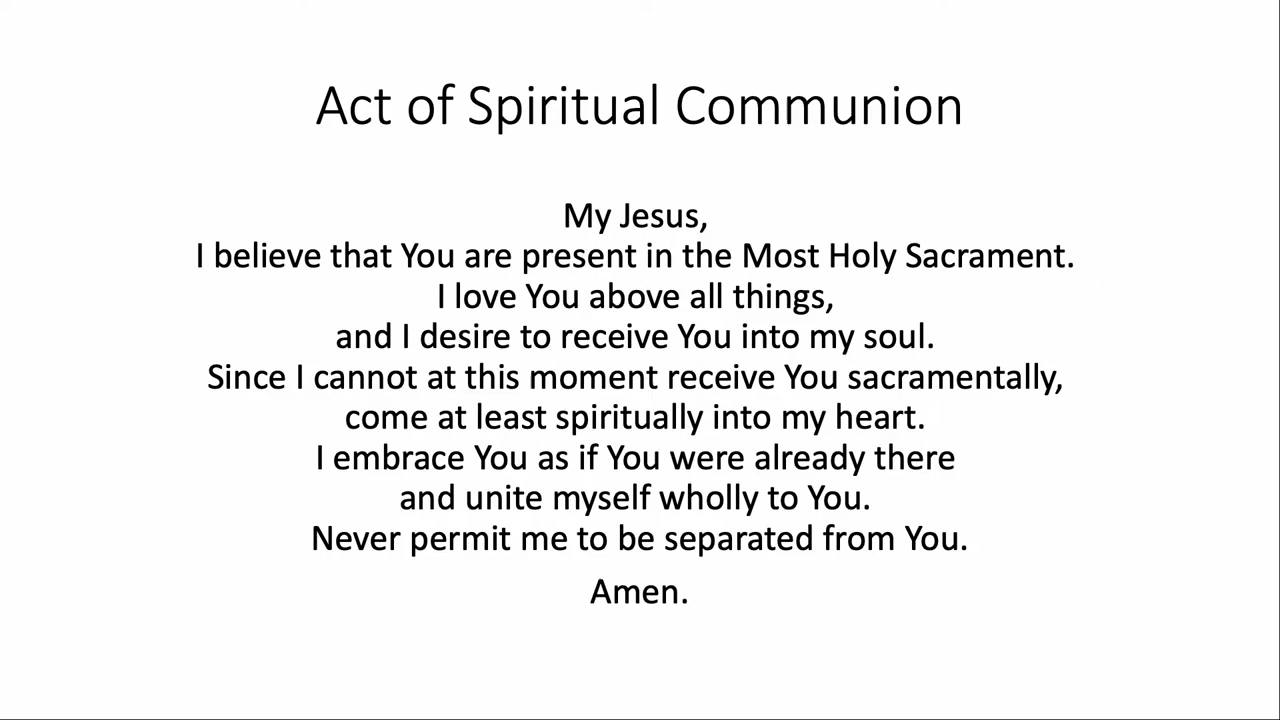 Act of Spiritual Communion
My Jesus,
I believe that You are present in the Most Holy Sacrament.
I love You above all things,
and I desire to receive You into my soul.
Since I cannot at this moment receive You sacramentally,
come at least spiritually into my heart.
I embrace You as if You were already there
and unite myself wholly to You.
Never permit me to be separated from You.
Amen.